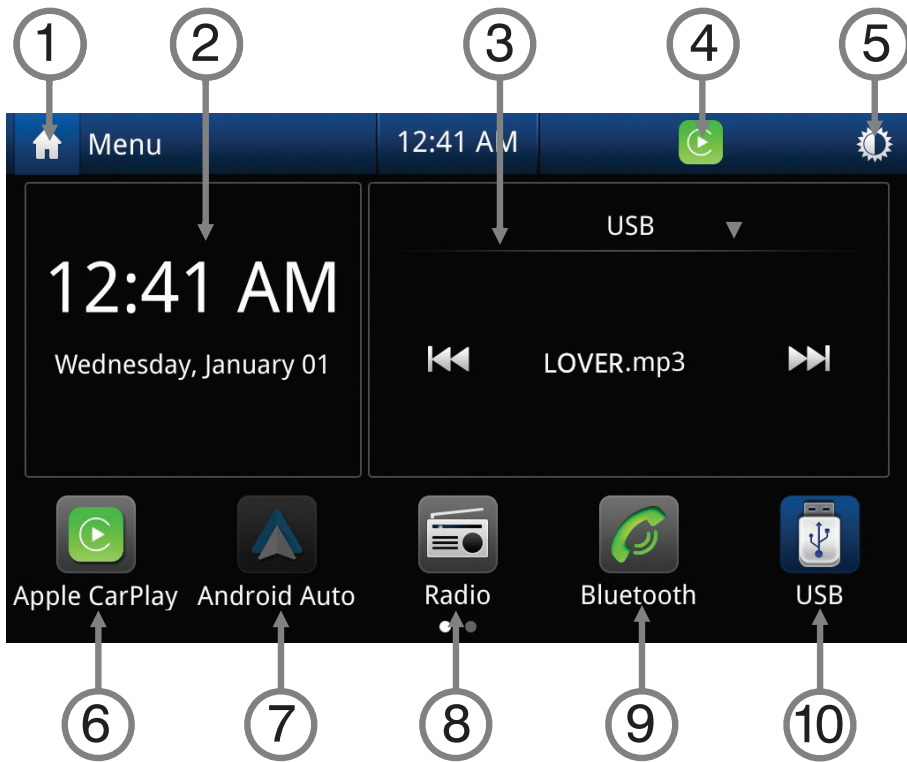 1 2 3 4 5
Menu 12:41 AM
USB
12:41 AM
Wednesday, January 01
LOVER.mp3
Apple CarPlay Android Auto Radio Bluetooth USB
6 7 8 9 10